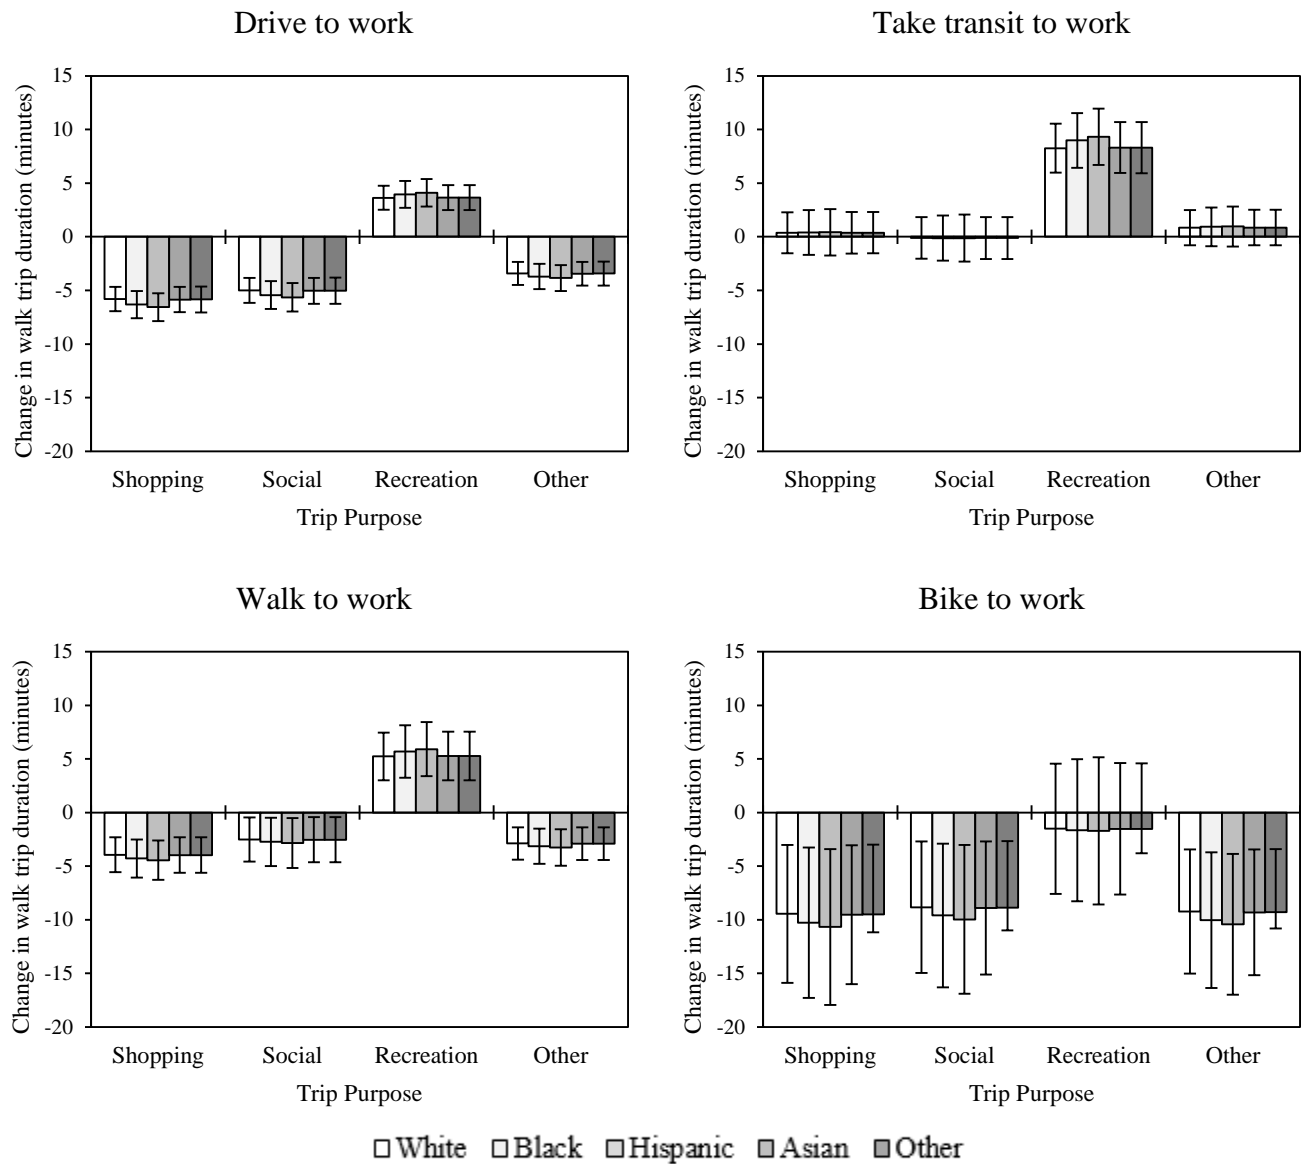 Drive to work
Change in walk trip duration (minutes)
15
10
5
0
-5
-10
-15
-20
Shopping Social Recreation Other
Trip Purpose
Take transit to work
Change in walk trip duration (minutes)
15
10
5
0
-5
-10
-15
-20
Shopping Social Recreation Other
Trip Purpose
Walk to work
Change in walk trip duration (minutes)
15
10
5
0
-5
-10
-15
-20
Shopping Social Recreation Other
Trip Purpose
Bike to work
Change in walk trip duration (minutes)
15
10
5
0
-5
-10
-15
-20
Shopping Social Recreation Other
Trip Purpose
White Black Hispanic Asian Other